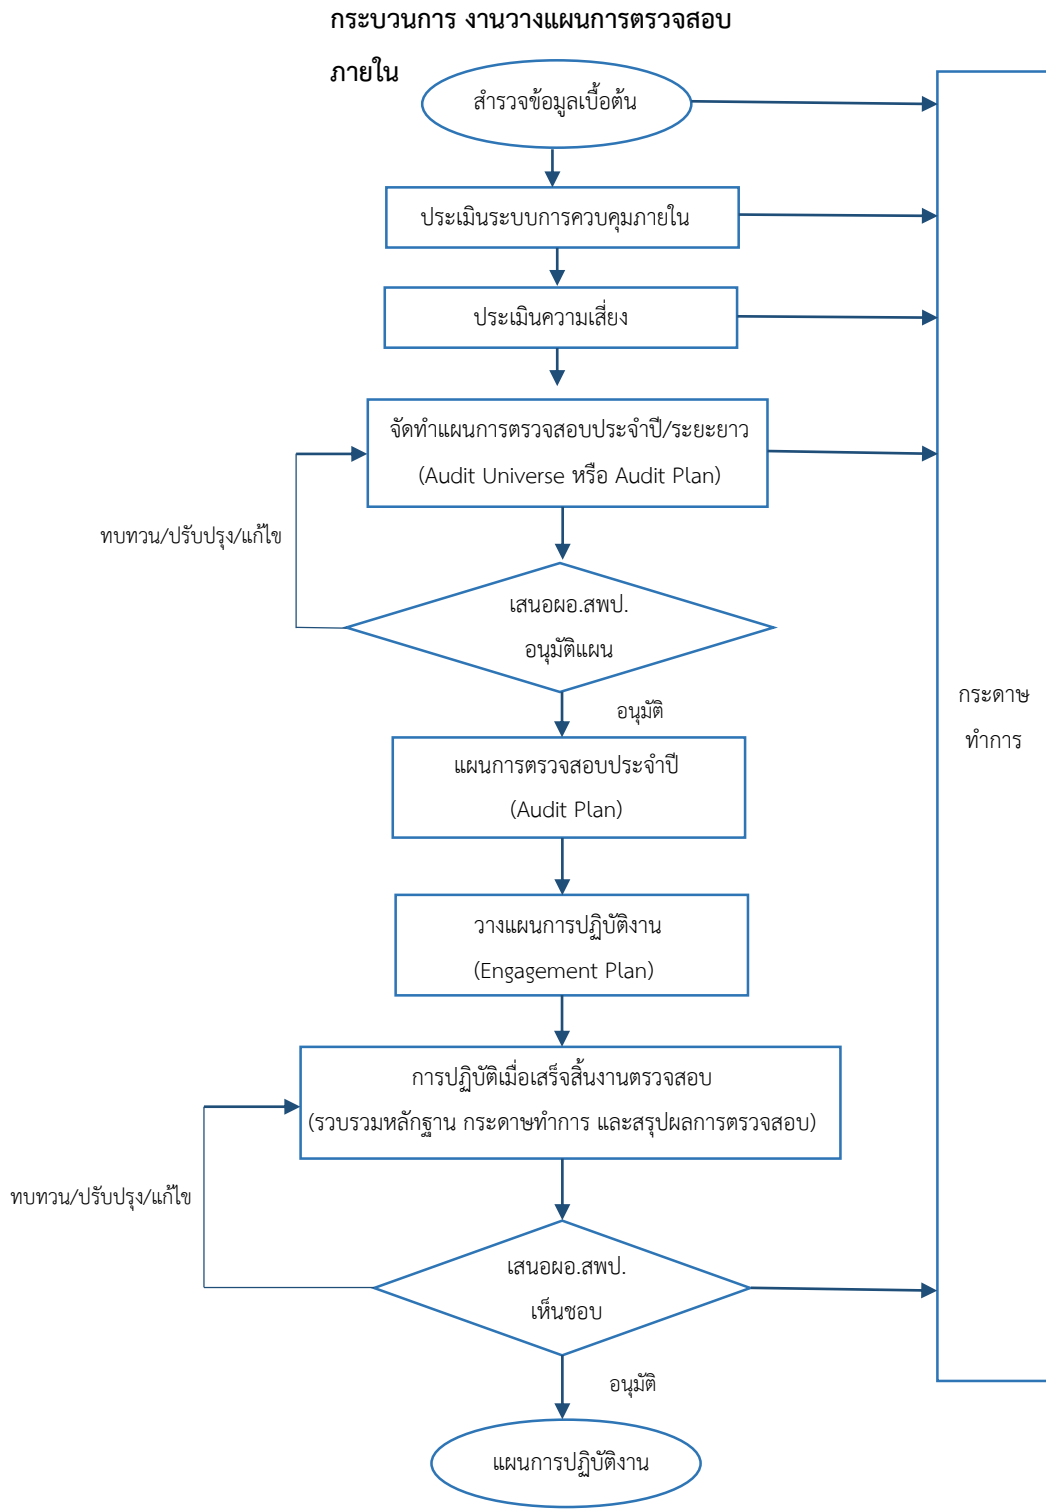 กระบวนการ งานวางแผนการตรวจสอบ
ภายใน
สำรวจข้อมูลเบื้อต้น
ประเมินระบบการควบคุมภายใน
ประเมินความเสี่ยง
จัดทำแผนการตรวจสอบประจำปี/ระยะยาว
(Audit Universe หรือ Audit Plan)
ทบทวน/ปรับปรุง/แก้ไข
เสนอผอ.สพป.
อนุมัติแผน
อนุมัติ
กระดาษ
ทำการ
แผนการตรวจสอบประจำปี
(Audit Plan)
วางแผนการปฏิบัติงาน
(Engagement Plan)
การปฏิบัติเมื่อเสร็จสิ้นงานตรวจสอบ
(รวบรวมหลักฐาน กระดาษทำการ และสรุปผลการตรวจสอบ)
ทบทวน/ปรับปรุง/แก้ไข
เสนอผอ.สพป.
เห็นชอบ
อนุมัติ
แผนการปฏิบัติงาน